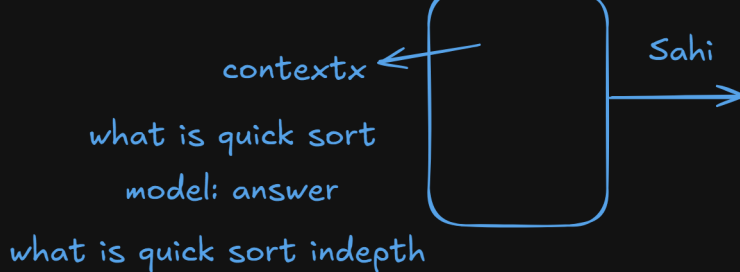 Sahi
contextx
what is quick sort
model: answer
what is quick sort indepth